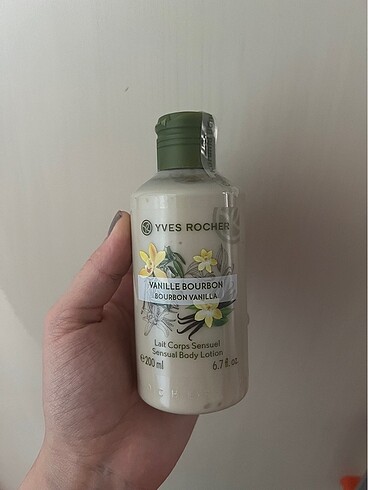 YVES ROCHER
VANILLE BOURBON
BOURBON VANILLA
Lait Corps Sensuel
Sensual Body Lotion
℮200 ml 6.7 fl. oz.